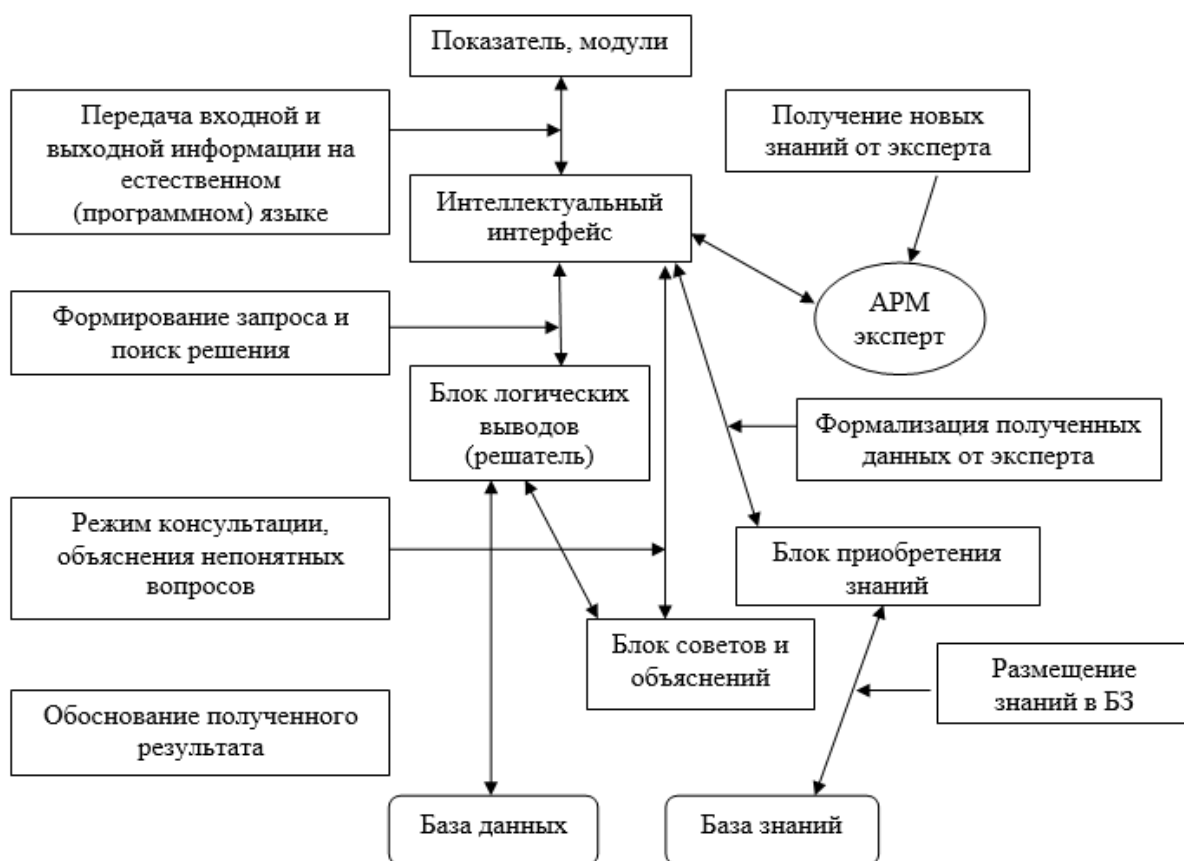 Показатель, модули
Передача входной и
выходной информации на
естественном
(программном) языке
Получение новых
знаний от эксперта
Интеллектуальный
интерфейс
АРМ
эксперт
Формирование запроса и
поиск решения
Блок логических
выводов
(решатель)
Формализация полученных
данных от эксперта
Режим консультации,
объяснения непонятных
вопросов
Блок приобретения
знаний
Блок советов и
объяснений
Размещение
знаний в БЗ
Обоснование полученного
результата
База данных
База знаний